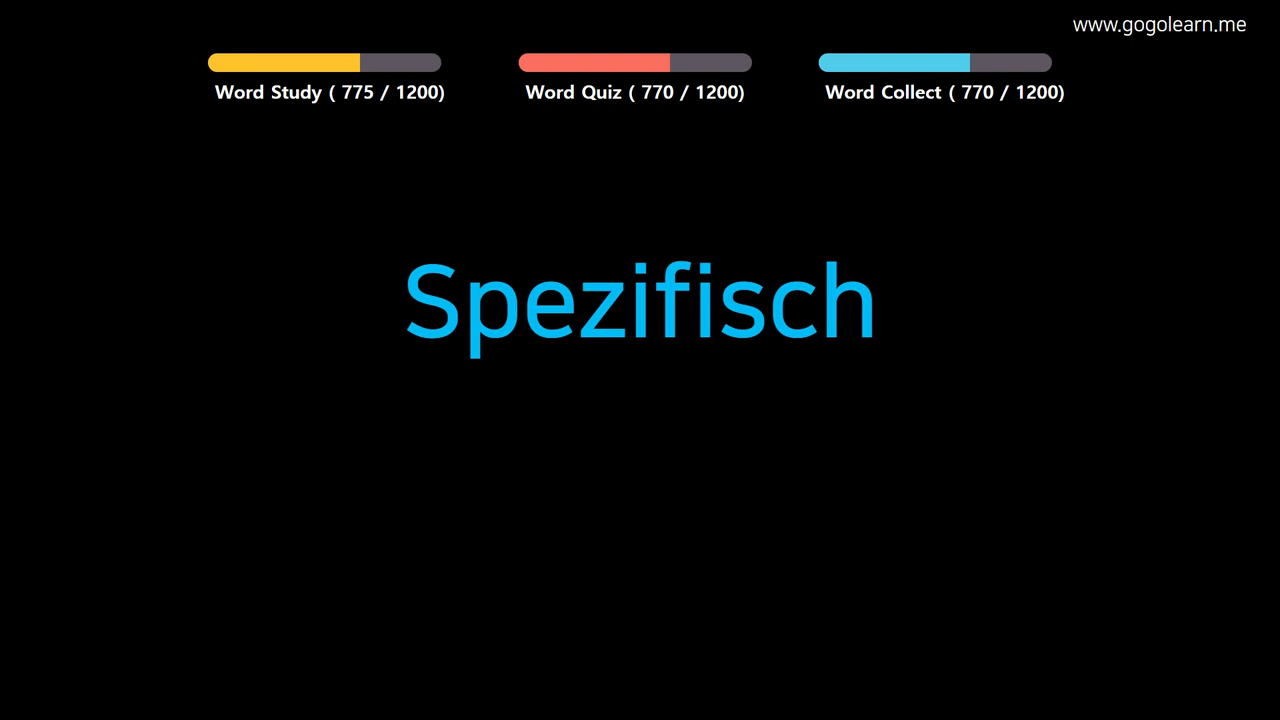 www.gogolearn.me
Word Study ( 775 / 1200)
Word Quiz ( 770 / 1200)
Word Collect ( 770 / 1200)
Spezifisch